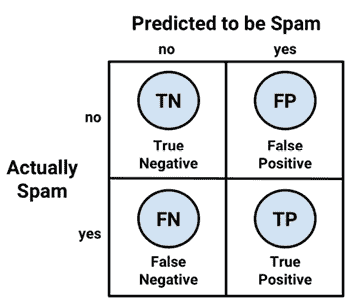 Predicted to be Spam
no yes
no
TN FP
True False
Negative Positive
Actually
Spam
yes
FN TP
False True
Negative Positive